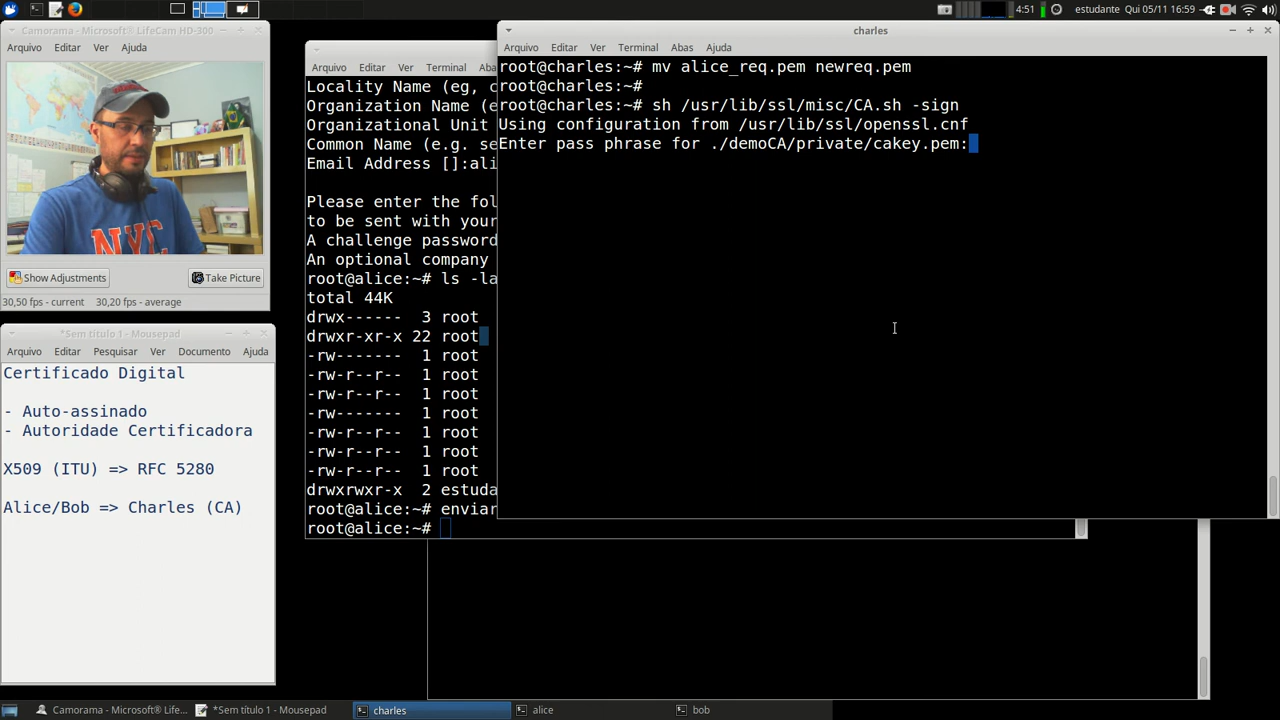 4:51
estudante Qui 05/11 16:59
Camorama - Microsoft® LifeCam HD-300
Arquivo Editar Ver Ajuda
NYC
Show Adjustments
Take Picture
30,50 fps - current 30,20 fps - average
*Sem título 1 - Mousepad
Arquivo Editar Pesquisar Ver Documento Ajuda
Certificado Digital
- Auto-assinado
- Autoridade Certificadora
X509 (ITU) => RFC 5280
Alice/Bob => Charles (CA)
Arquivo Editar Ver Terminal Aba
Locality Name (eg, c
Organization Name (e
Organizational Unit
Common Name (e.g. se
Email Address []:ali
Please enter the fol
to be sent with your
A challenge password
An optional company
root@alice:~# ls -la
total 44K
drwx------ 3 root
drwxr-xr-x 22 root
-rw------- 1 root
-rw-r--r-- 1 root
-rw-r--r-- 1 root
-rw------- 1 root
-rw-r--r-- 1 root
-rw-r--r-- 1 root
-rw-r--r-- 1 root
drwxrwxr-x 2 estuda
root@alice:~# enviar
root@alice:~#
charles
Arquivo Editar Ver Terminal Abas Ajuda
root@charles:~# mv alice_req.pem newreq.pem
root@charles:~#
root@charles:~# sh /usr/lib/ssl/misc/CA.sh -sign
Using configuration from /usr/lib/ssl/openssl.cnf
Enter pass phrase for ./demoCA/private/cakey.pem:
Camorama - Microsoft® Life...
*Sem título 1 - Mousepad
charles
alice
bob